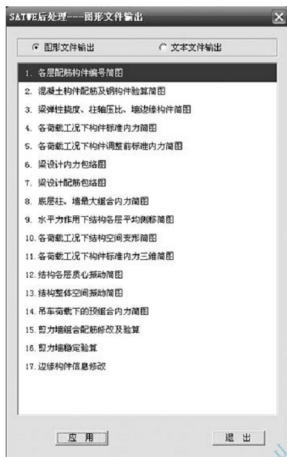 SATWE后处理----图形文件输出
图形文件输出 文本文件输出
1. 各层配筋构件编号简图
2. 混凝土构件配筋及钢构件验算简图
3. 梁弹性挠度、柱轴压比、墙边缘构件简图
4. 各荷载工况下构件标准内力简图
5. 各荷载工况下构件调整前标准内力简图
6. 梁设计内力包络图
7. 梁设计配筋包络图
8. 底层柱、墙最大组合内力简图
9. 水平力作用下结构各层平均侧移简图
10. 各荷载工况下结构空间变形简图
11. 各荷载工况下构件标准内力三维简图
12. 结构各层质心振动简图
13. 结构整体空间振动简图
14. 吊车荷载下的预组合内力简图
15. 剪力墙组合配筋修改及验算
16. 剪力墙稳定验算
17. 边缘构件信息修改
应 用 退 出